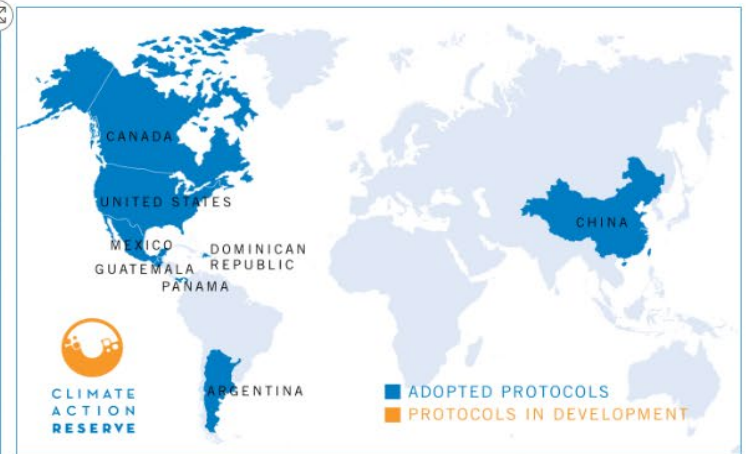 CANADA
UNITED STATES
MEXICO
DOMINICAN
REPUBLIC
GUATEMALA
PANAMA
CHINA
ARGENTINA
CLIMATE
ACTION
RESERVE
ADOPTED PROTOCOLS
PROTOCOLS IN DEVELOPMENT